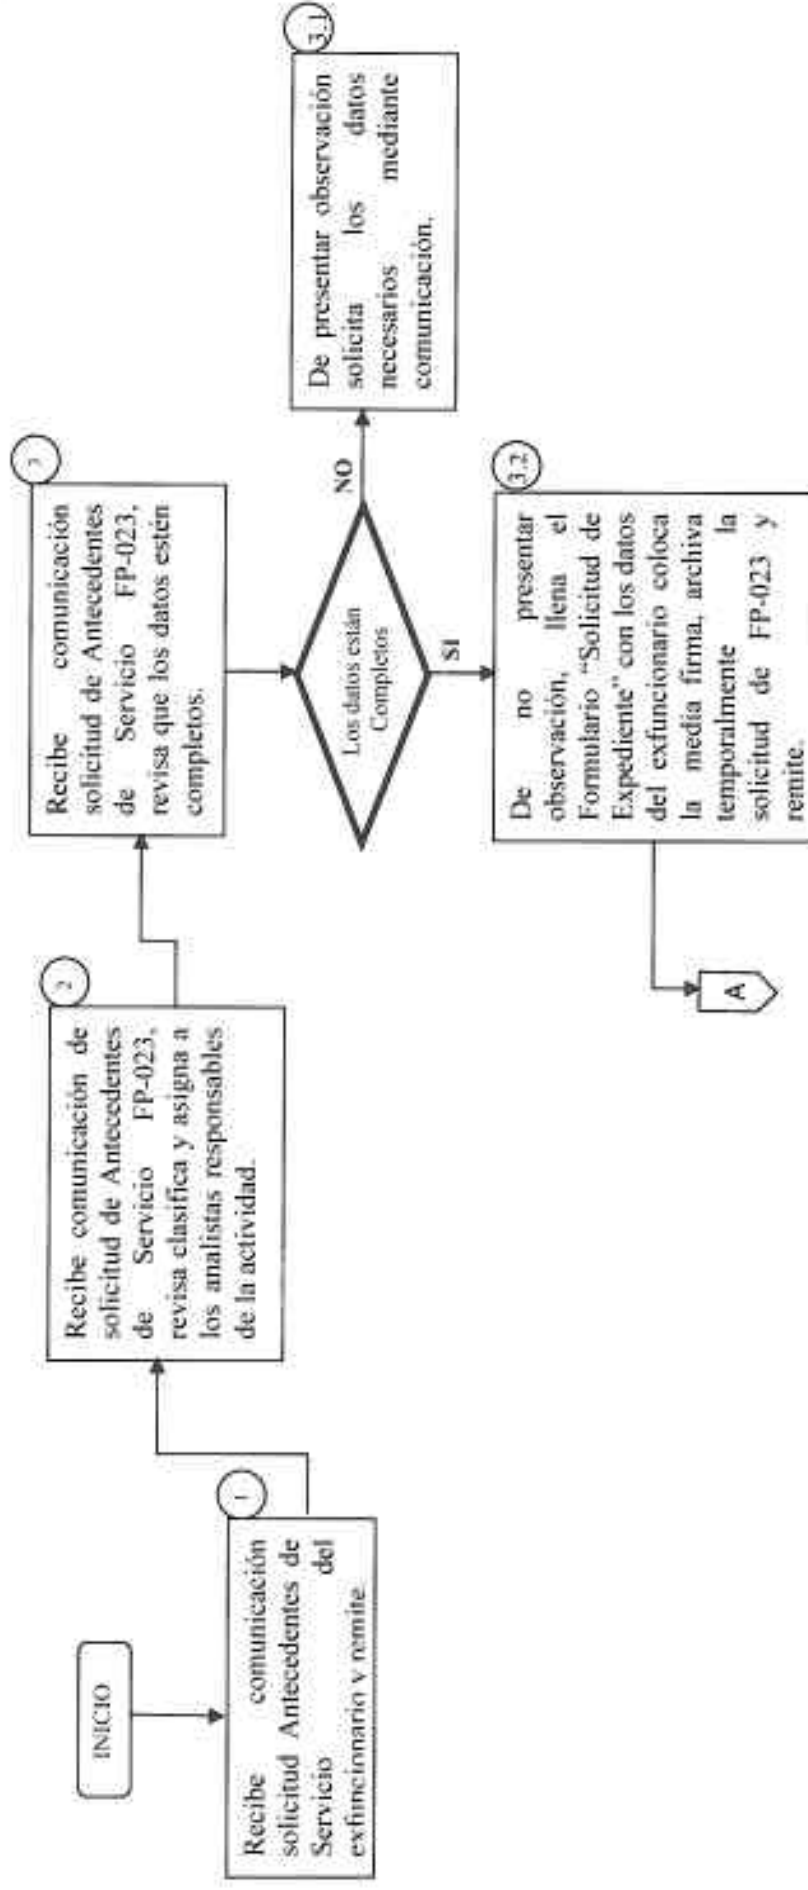 INICIO
1
Recibe comunicación
solicitud Antecedentes de
Servicio del
exfuncionario y remite
2
Recibe comunicación de
solicitud de Antecedentes
de Servicio FP-023,
revisa clasifica y asigna a
los analistas responsables
de la actividad.
Recibe comunicación
solicitud de Antecedentes
de Servicio FP-023,
revisa que los datos estén
completos.
Los datos están
Completos
NO
SI
3.1
De presentar observación
solicita los datos
necesarios mediante
comunicación.
3.2
De no presentar
observación, llena el
Formulario “Solicitud de
Expediente” con los datos
del exfuncionario coloca
la media firma, archiva
temporalmente la
solicitud de FP-023 y
remite.
A